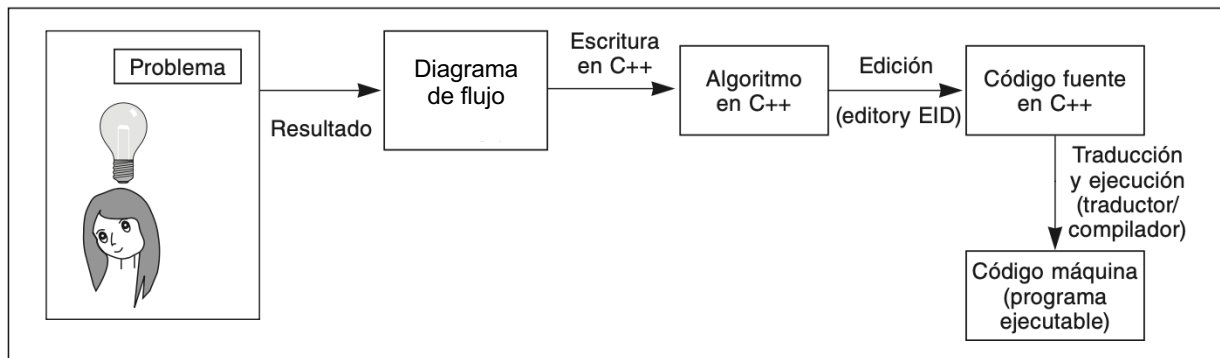 Problema
Resultado
Diagrama
de flujo
Escritura
en C++
Algoritmo
en C++
Edición
(editory EID)
Código fuente
en C++
Traducción
y ejecución
(traductor/
compilador)
Código máquina
(programa
ejecutable)